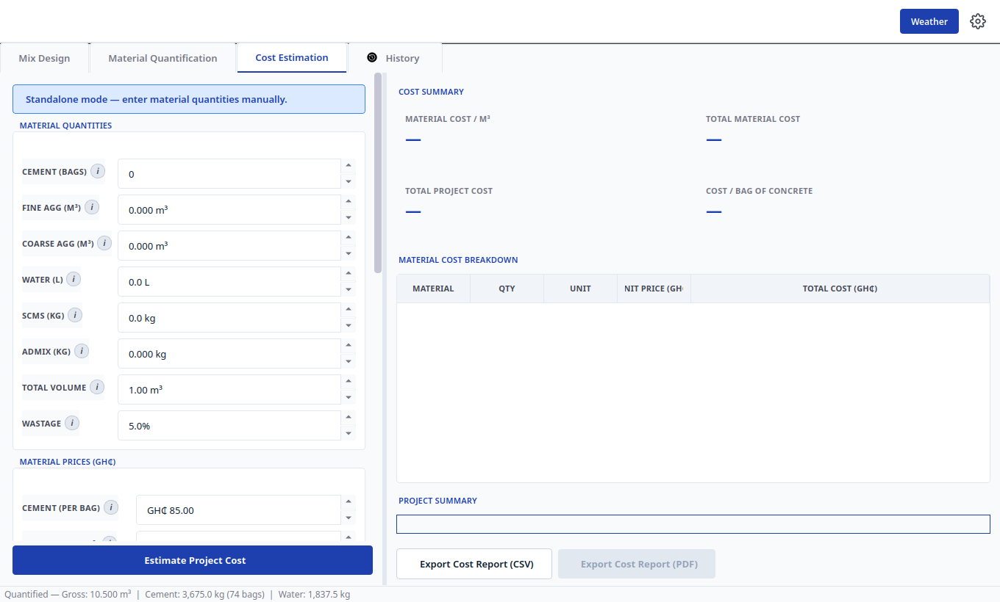 Weather
Mix Design
Material Quantification
Cost Estimation
History
Standalone mode — enter material quantities manually.
MATERIAL QUANTITIES
CEMENT (BAGS) i 0
FINE AGG (M³) i 0.000 m³
COARSE AGG (M³) i 0.000 m³
WATER (L) i 0.0 L
SCMS (KG) i 0.0 kg
ADMIX (KG) i 0.000 kg
TOTAL VOLUME i 1.00 m³
WASTAGE i 5.0%
MATERIAL PRICES (GH₵)
CEMENT (PER BAG) i GH₵ 85.00
Estimate Project Cost
COST SUMMARY
MATERIAL COST / M³
—
TOTAL MATERIAL COST
—
TOTAL PROJECT COST
—
COST / BAG OF CONCRETE
—
MATERIAL COST BREAKDOWN
MATERIAL QTY UNIT NIT PRICE (GH TOTAL COST (GH₵)
PROJECT SUMMARY
Export Cost Report (CSV)
Export Cost Report (PDF)
Quantified — Gross: 10.500 m³ | Cement: 3,675.0 kg (74 bags) | Water: 1,837.5 kg